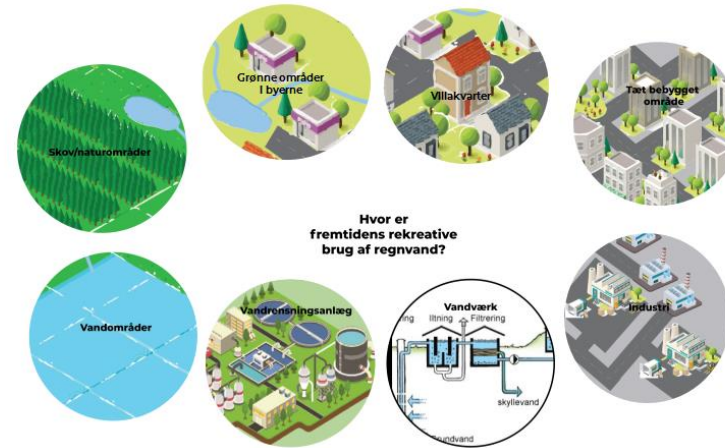 Grønne områder
I byerne
Villakvarter
Tæt bebygget
område
Skov/naturområder
Hvor er
fremtidens rekreative
brug af regnvand?
Vandområder
Vandrensningsanlæg
Vandværk
Iltning
Filtrering
skyllevand
Industri